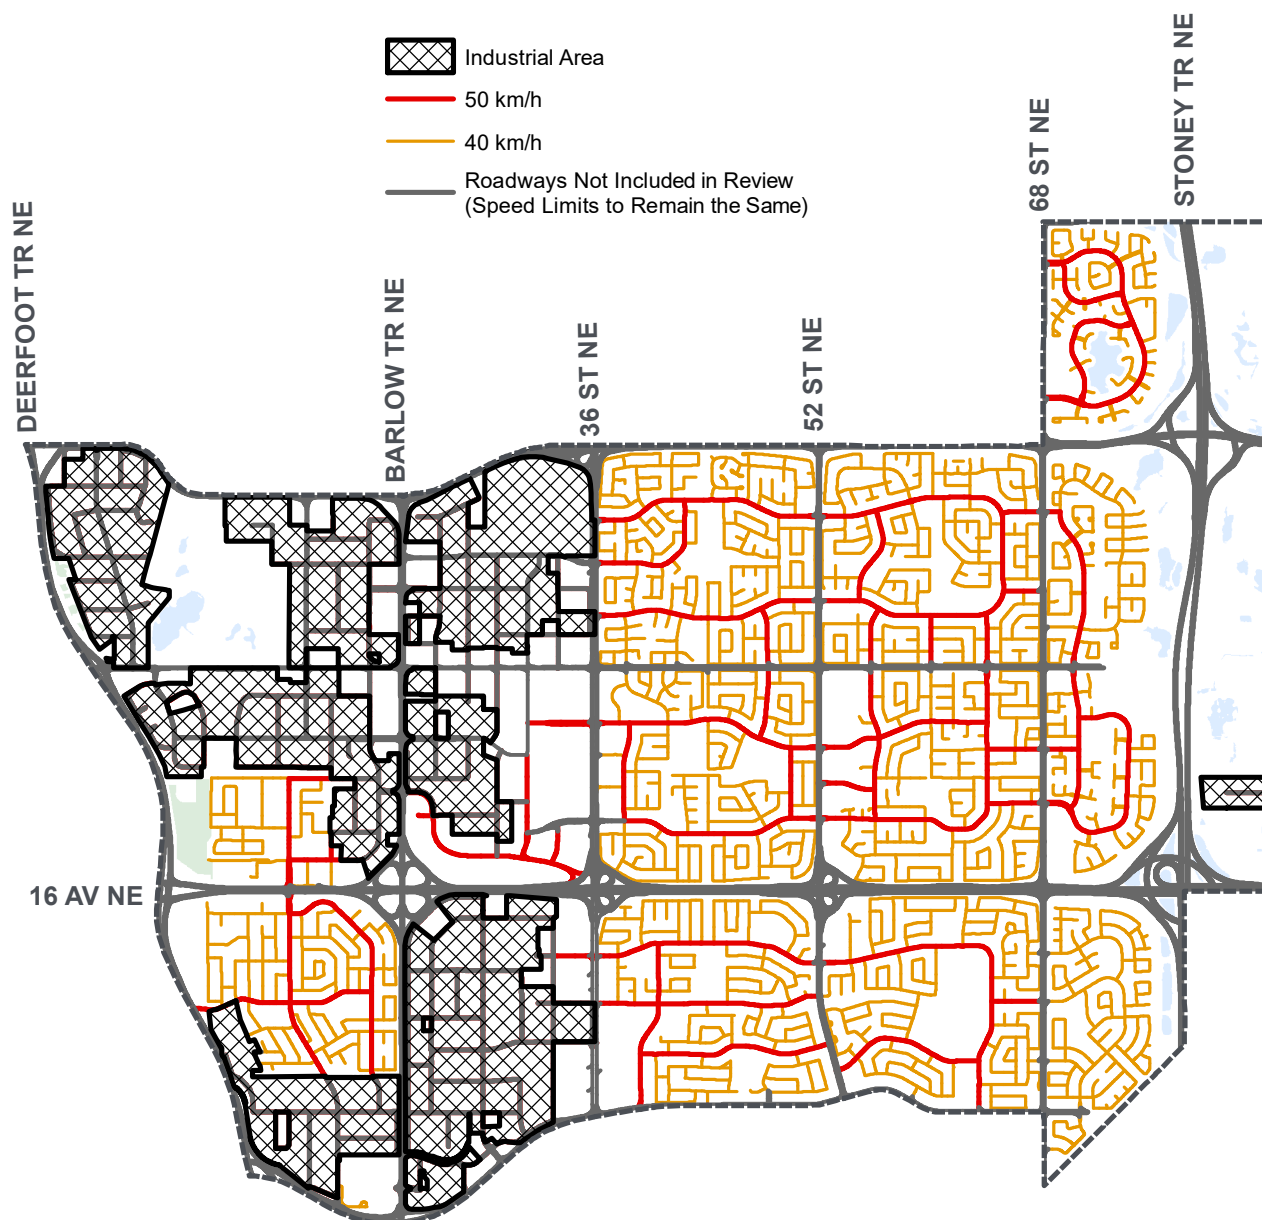 Industrial Area
50 km/h
40 km/h
Roadways Not Included in Review
(Speed Limits to Remain the Same)
DEERFOOT TR NE
BARLOW TR NE
36 ST NE
52 ST NE
68 ST NE
STONEY TR NE
16 AV NE